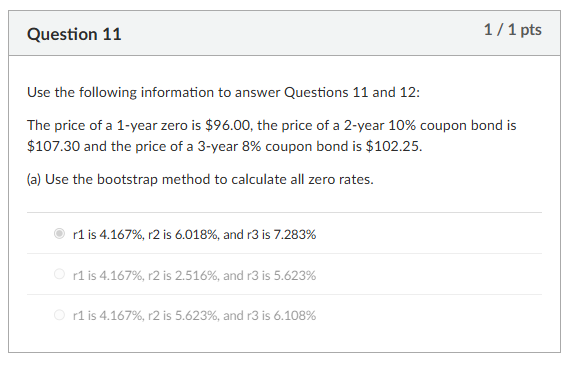 Question 11
1 / 1 pts
Use the following information to answer Questions 11 and 12:
The price of a 1-year zero is $96.00, the price of a 2-year 10% coupon bond is
$107.30 and the price of a 3-year 8% coupon bond is $102.25.
(a) Use the bootstrap method to calculate all zero rates.
r1 is 4.167%, r2 is 6.018%, and r3 is 7.283%
r1 is 4.167%, r2 is 2.516%, and r3 is 5.623%
r1 is 4.167%, r2 is 5.623%, and r3 is 6.108%